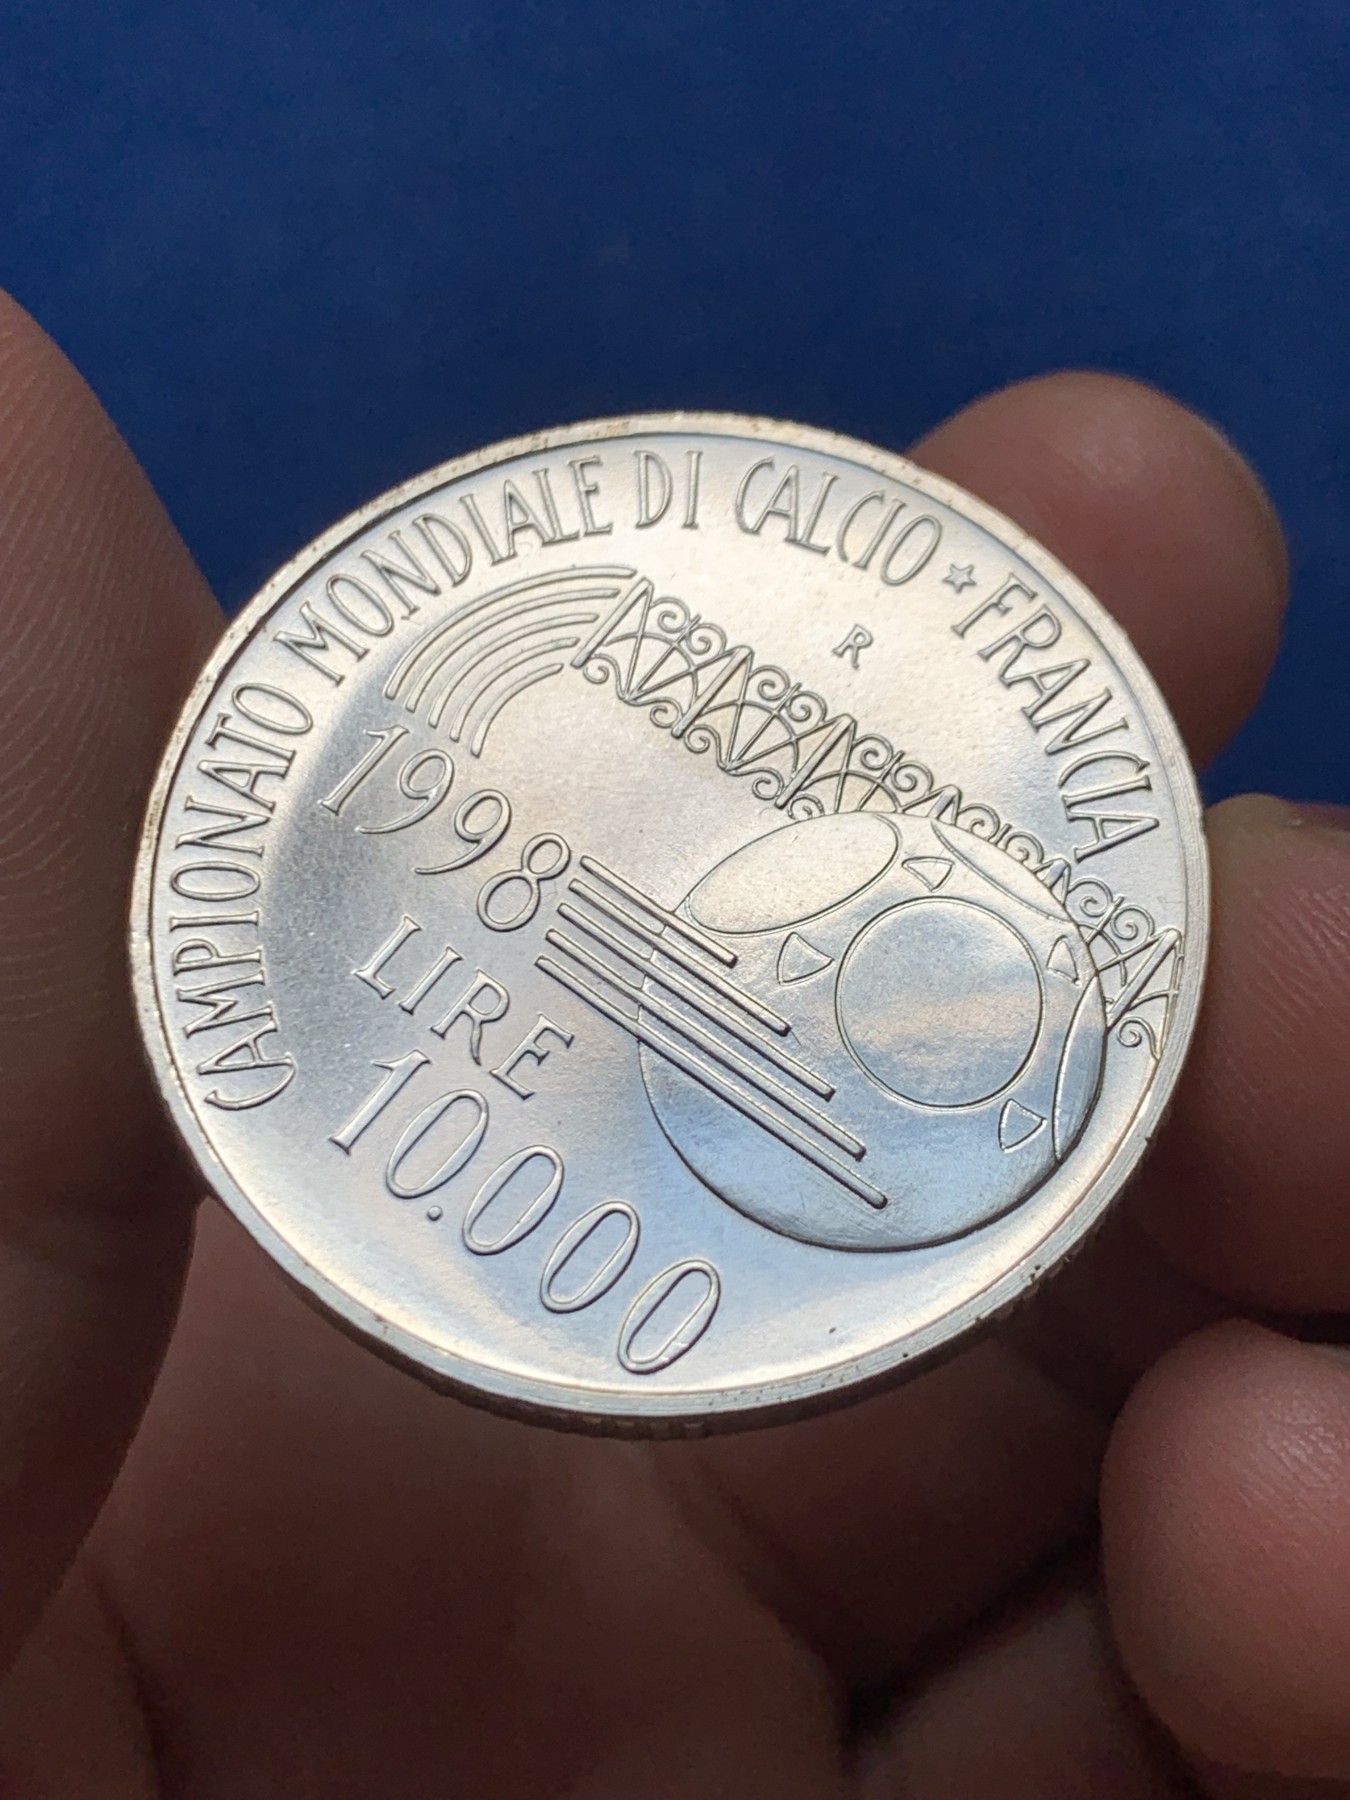 CAMPIONATO MONDIALE DI CALCIO ★ FRANCIA
R
1998
LIRE
10.000